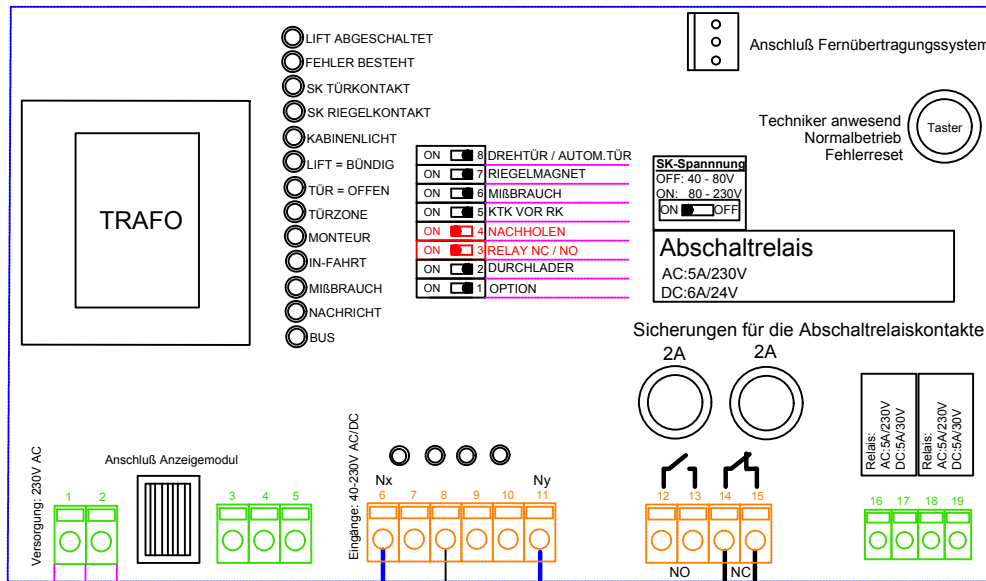 LIFT ABGESCHALTET
FEHLER BESTEHT
SK TÜRKONTAKT
SK RIEGELKONTAKT
KABINENLICHT
LIFT = BÜNDIG
TÜR = OFFEN
TÜRZONE
MONTEUR
IN-FAHRT
MIßBRAUCH
NACHRICHT
BUS
TRAFO
Anschluß Fernübertragungssystem
Techniker anwesend
Normalbetrieb
Fehlerreset
Taster
ON 8 DREHTÜR / AUTOM.TÜR
ON 7 RIEGELMAGNET
ON 6 MIßBRAUCH
ON 5 KTK VOR RK
ON 4 NACHHOLEN
ON 3 RELAY NC / NO
ON 2 DURCHLADER
ON 1 OPTION
SK-Spannnung
OFF: 40 - 80V
ON: 80 - 230V
ON OFF
Abschaltrelais
AC:5A/230V
DC:6A/24V
Sicherungen für die Abschaltrelaiskontakte
2A 2A
Relais:
AC:5A/230V
DC:5A/30V
Relais:
AC:5A/230V
DC:5A/30V
Versorgung: 230V AC
Anschluß Anzeigemodul
Eingänge: 40-230V AC/DC
Nx Ny
1 2 3 4 5 6 7 8 9 10 11 12 13 14 15 16 17 18 19
NO NC